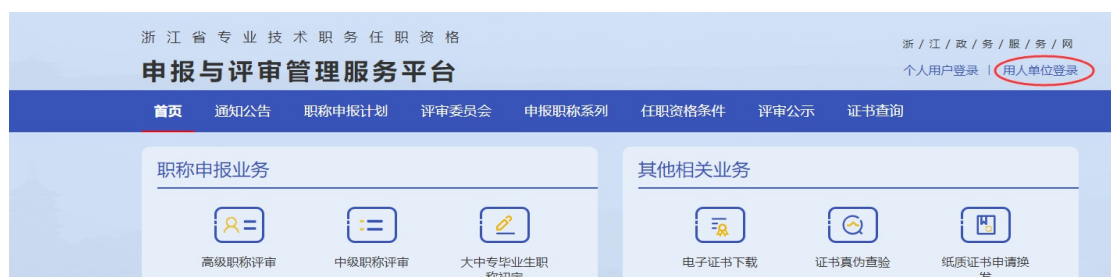 浙江省专业技术职务任职资格
申报与评审管理服务平台
浙/江/政/务/服/务/网
个人用户登录 | 用人单位登录
首页 通知公告 职称申报计划 评审委员会 申报职称系列 任职资格条件 评审公示 证书查询
职称申报业务
其他相关业务
高级职称评审 中级职称评审 大中专毕业生职
称初定
电子证书下载 证书真伪查验 纸质证书申请换
发